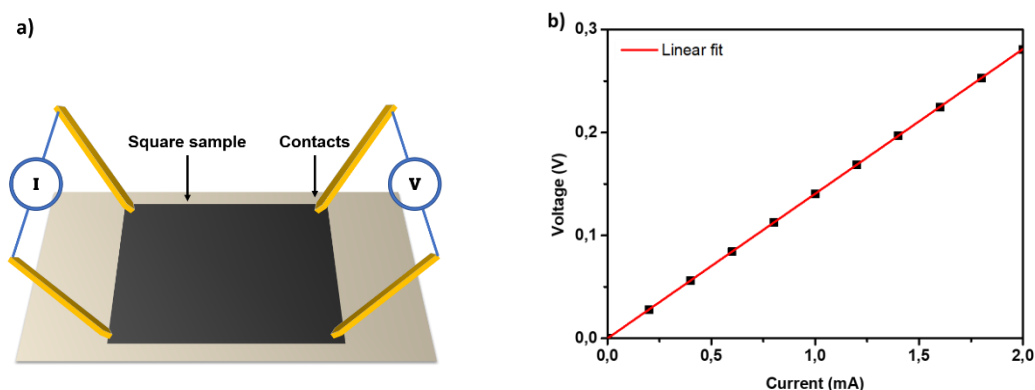 a)
Square sample
Contacts
I
V
b)
0,3
0,2
0,1
0,0
Voltage (V)
Linear fit
0,0
0,5
1,0
1,5
2,0
Current (mA)